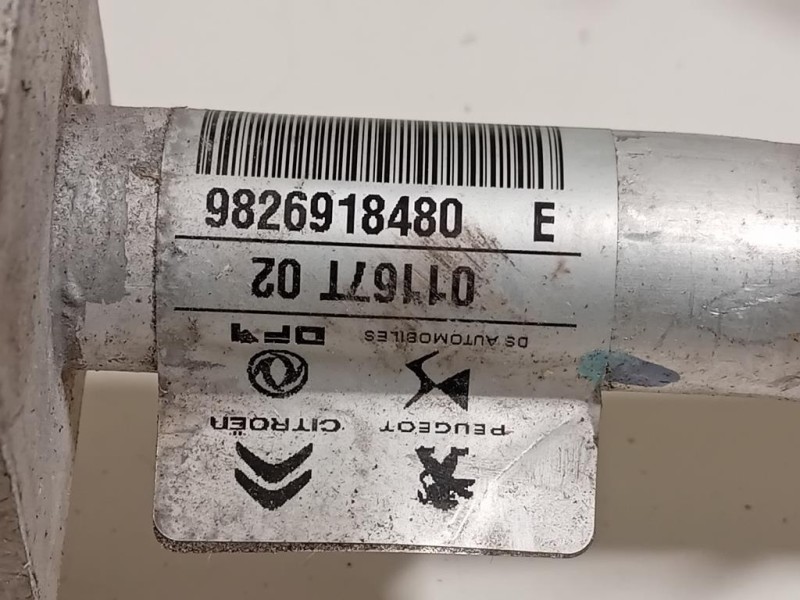 9826918480 E
01167T 02
DS AUTOMOBILES DFM
PEUGEOT CITROËN